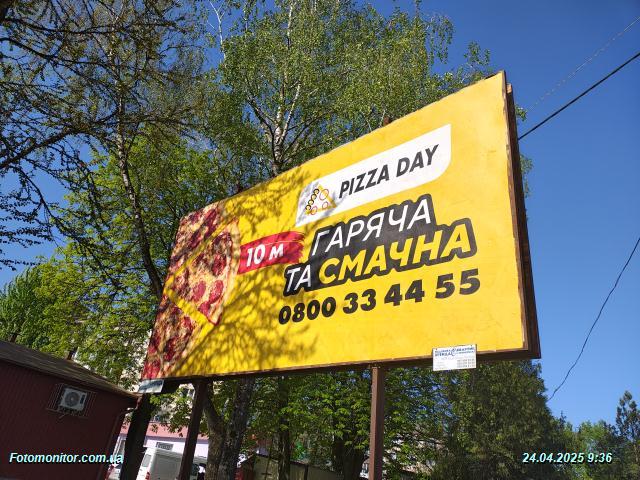 PIZZA DAY
10 м
ГАРЯЧА
ТА СМАЧНА
0800 33 44 55
Fotomonitor.com.ua
24.04.2025 9:36